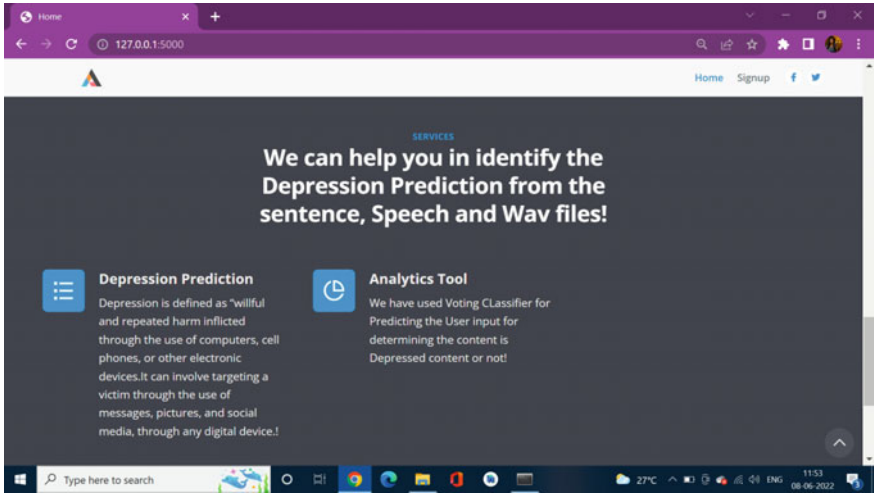 Home
127.0.0.1:5000
Home Signup
SERVICES
We can help you in identify the
Depression Prediction from the
sentence, Speech and Wav files!
Depression Prediction
Depression is defined as "willful
and repeated harm inflicted
through the use of computers, cell
phones, or other electronic
devices.It can involve targeting a
victim through the use of
messages, pictures, and social
media, through any digital device.!
Analytics Tool
We have used Voting CLassifier for
Predicting the User input for
determining the content is
Depressed content or not!
Type here to search
27°C
ENG
11:53
08-06-2022